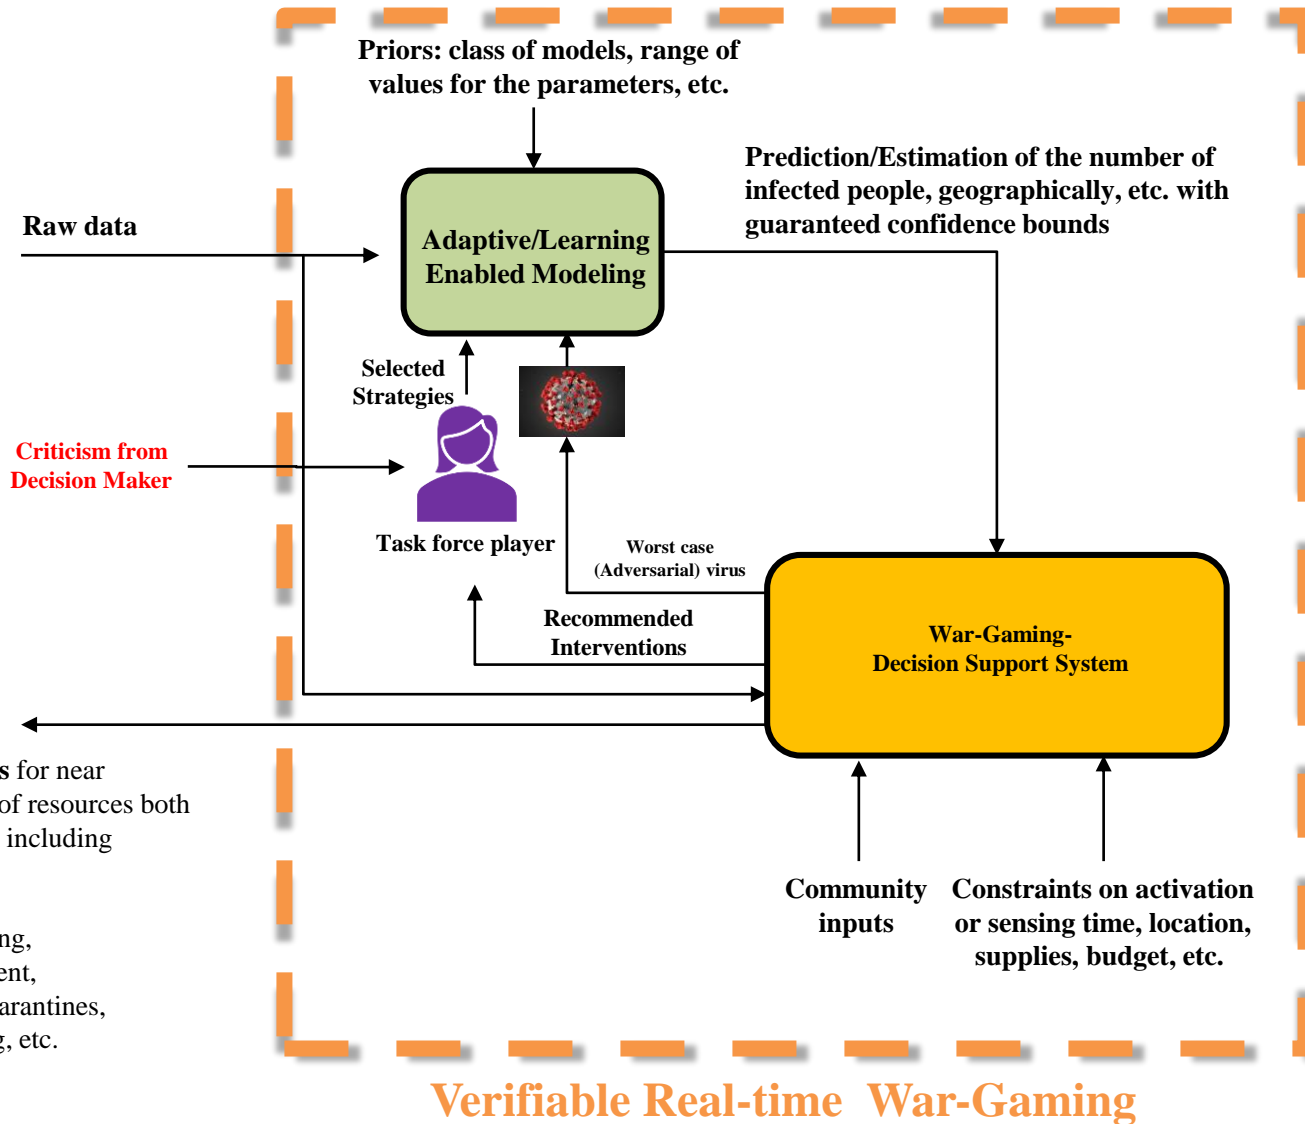 Priors: class of models, range of
values for the parameters, etc.
Prediction/Estimation of the number of
infected people, geographically, etc. with
guaranteed confidence bounds
Raw data
Adaptive/Learning
Enabled Modeling
Selected
Strategies
Criticism from
Decision Maker
Task force player
Worst case
(Adversarial) virus
Recommended
Interventions
War-Gaming-
Decision Support System
s for near
of resources both
including
ng,
ent,
arantines,
g, etc.
Community
inputs
Constraints on activation
or sensing time, location,
supplies, budget, etc.
Verifiable Real-time War-Gaming